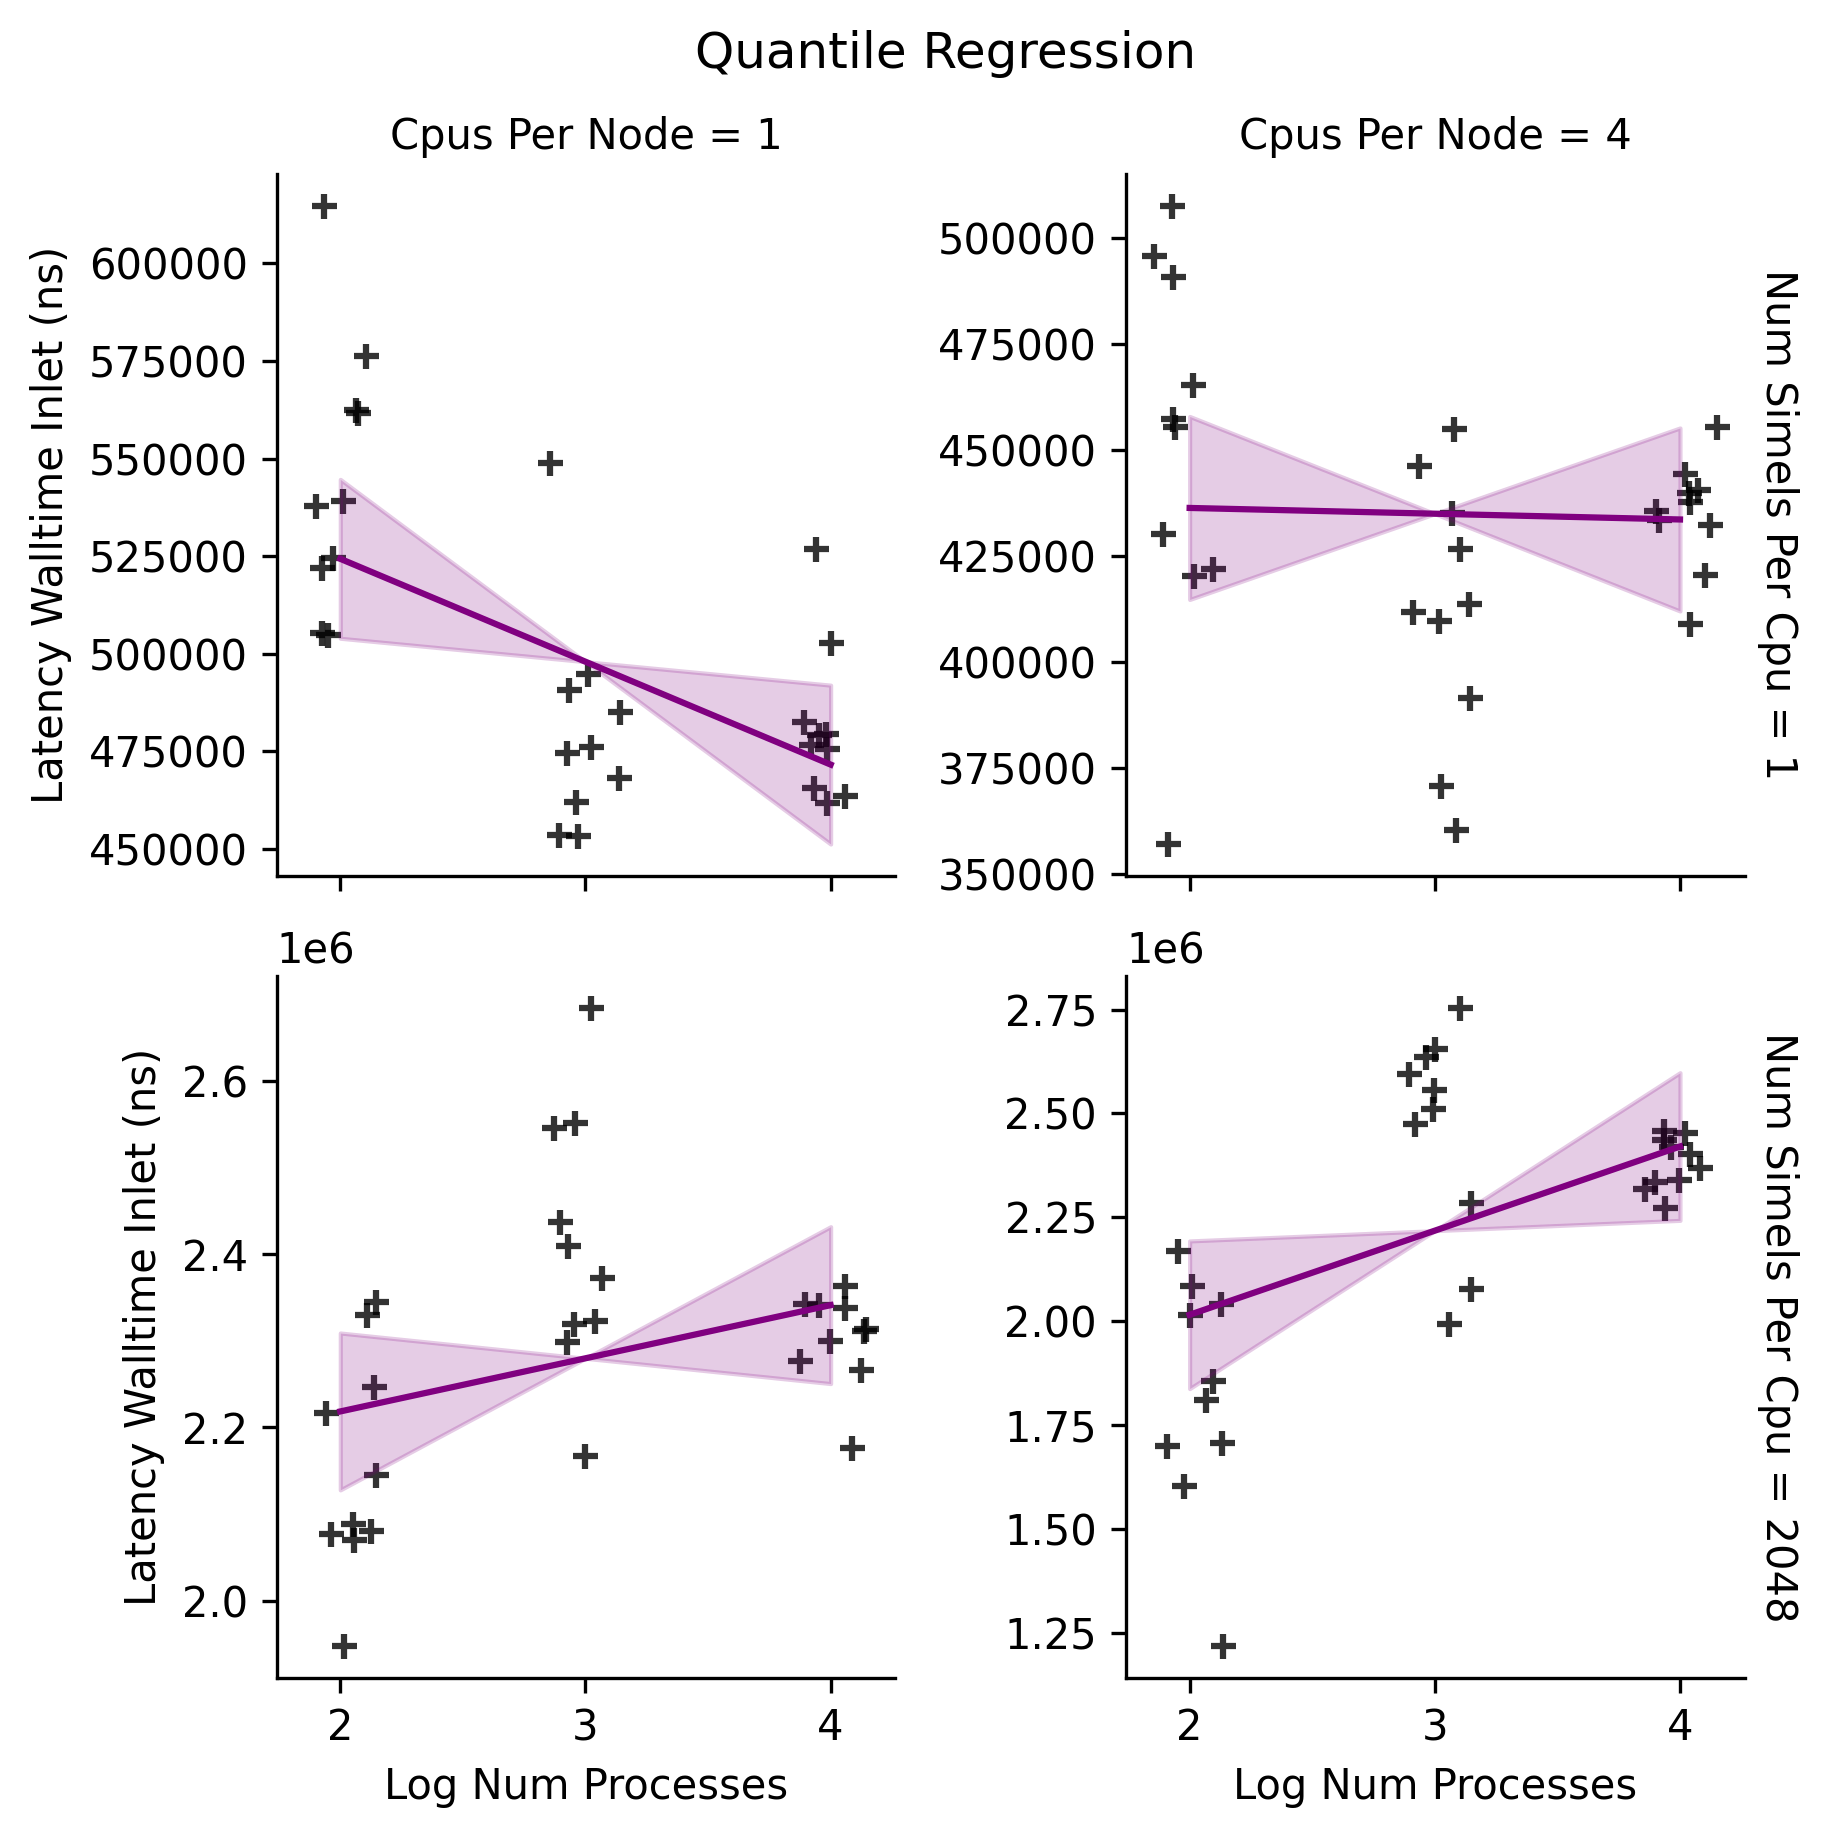 Quantile Regression
Cpus Per Node = 1
Cpus Per Node = 4
Latency Walltime Inlet (ns)
600000
575000
550000
525000
500000
475000
450000
500000
475000
450000
425000
400000
375000
350000
Num Simels Per Cpu = 1
1e6
Latency Walltime Inlet (ns)
2.6
2.4
2.2
2.0
2
3
4
Log Num Processes
1e6
2.75
2.50
2.25
2.00
1.75
1.50
1.25
2
3
4
Log Num Processes
Num Simels Per Cpu = 2048